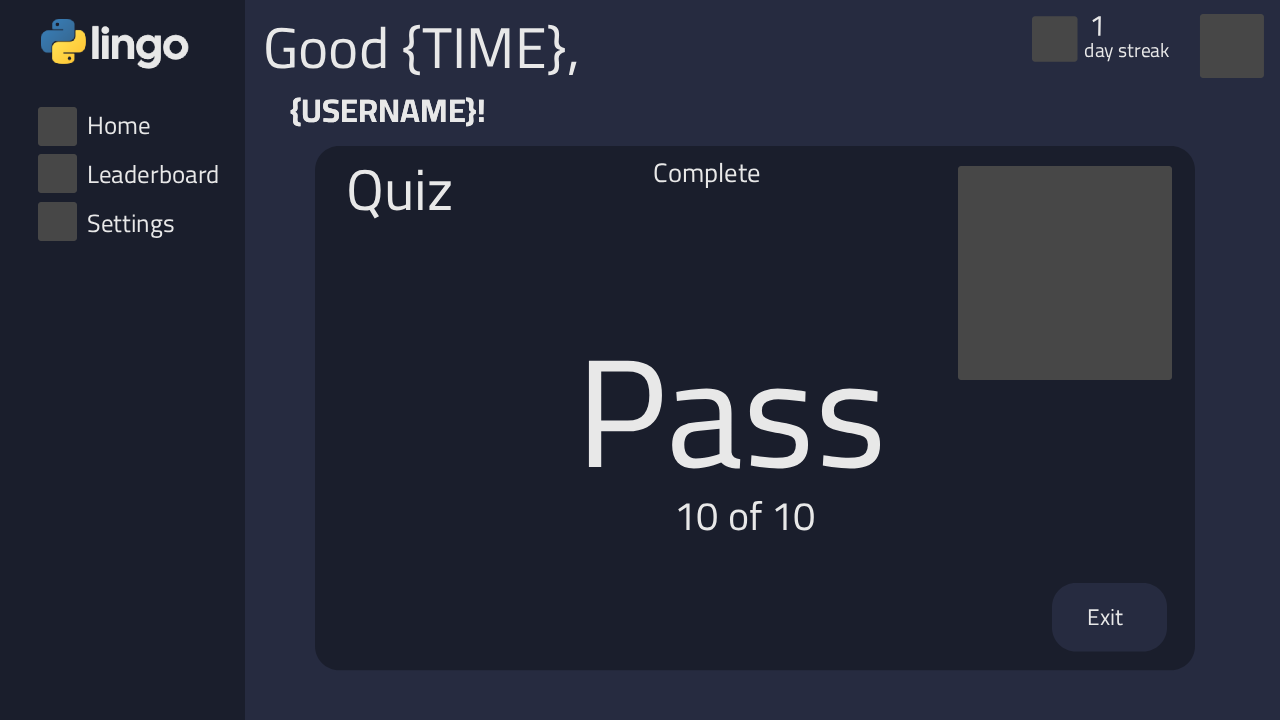 lingo
Home
Leaderboard
Settings
Good {TIME},
{USERNAME}!
1
day streak
Quiz
Complete
Pass
10 of 10
Exit